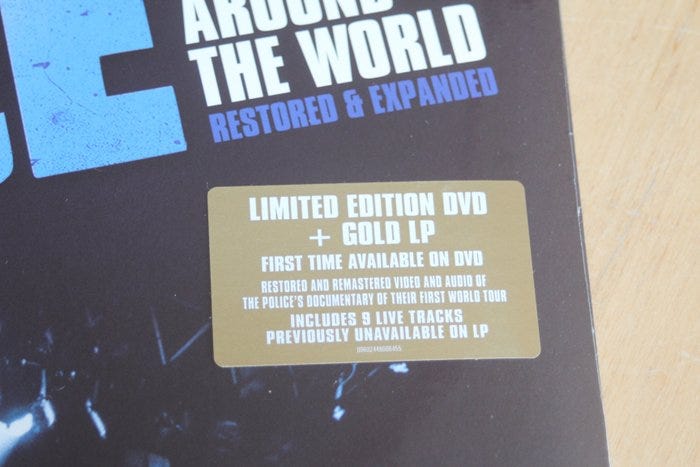 CE
AROUND
THE WORLD
RESTORED & EXPANDED
LIMITED EDITION DVD
+ GOLD LP
FIRST TIME AVAILABLE ON DVD
RESTORED AND REMASTERED VIDEO AND AUDIO OF
THE POLICE'S DOCUMENTARY OF THEIR FIRST WORLD TOUR
INCLUDES 9 LIVE TRACKS
PREVIOUSLY UNAVAILABLE ON LP